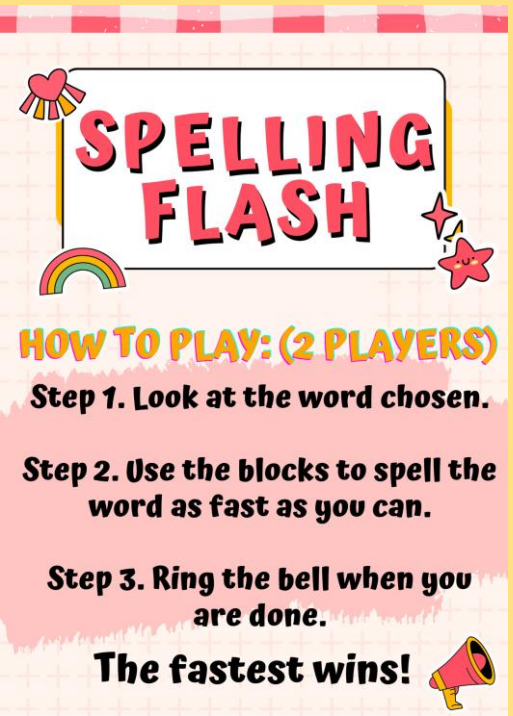 SPELLING
FLASH
HOW TO PLAY: (2 PLAYERS)
Step 1. Look at the word chosen.
Step 2. Use the blocks to spell the
word as fast as you can.
Step 3. Ring the bell when you
are done.
The fastest wins!